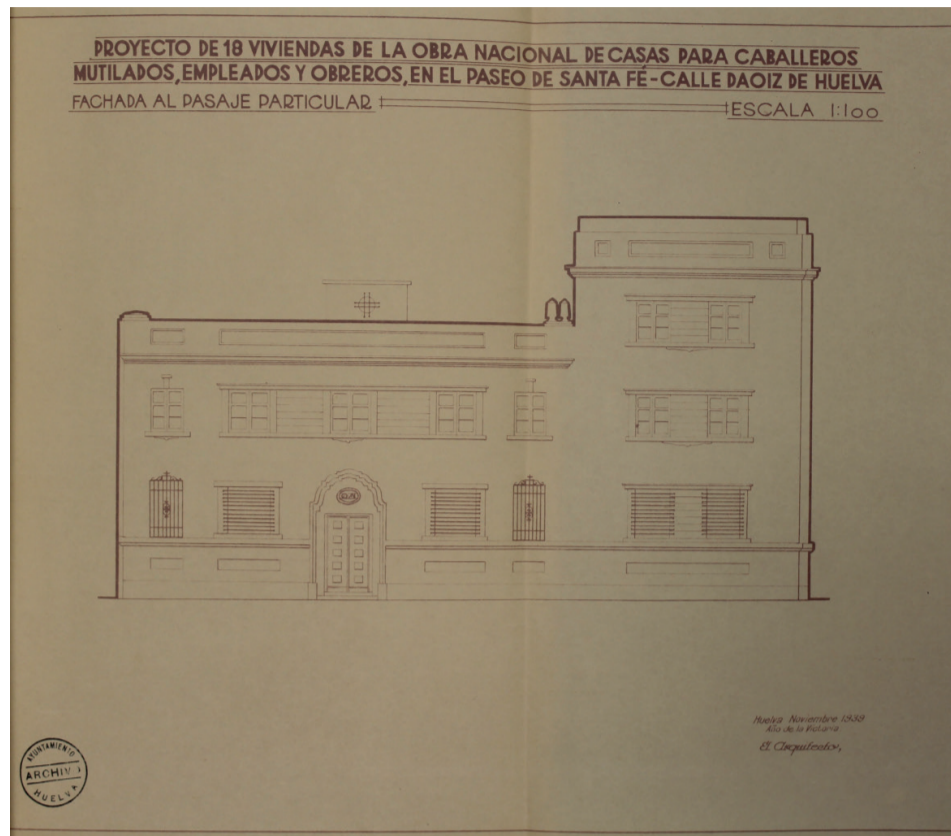 PROYECTO DE 18 VIVIENDAS DE LA OBRA NACIONAL DE CASAS PARA CABALLEROS
MUTILADOS, EMPLEADOS Y OBREROS, EN EL PASEO DE SANTA FÉ-CALLE DAOIZ DE HUELVA
FACHADA AL PASAJE PARTICULAR
ESCALA 1:100
Huelva Noviembre 1939
Año de la Victoria
El Arquitecto,
AYUNTAMIENTO
ARCHIVO
HUELVA